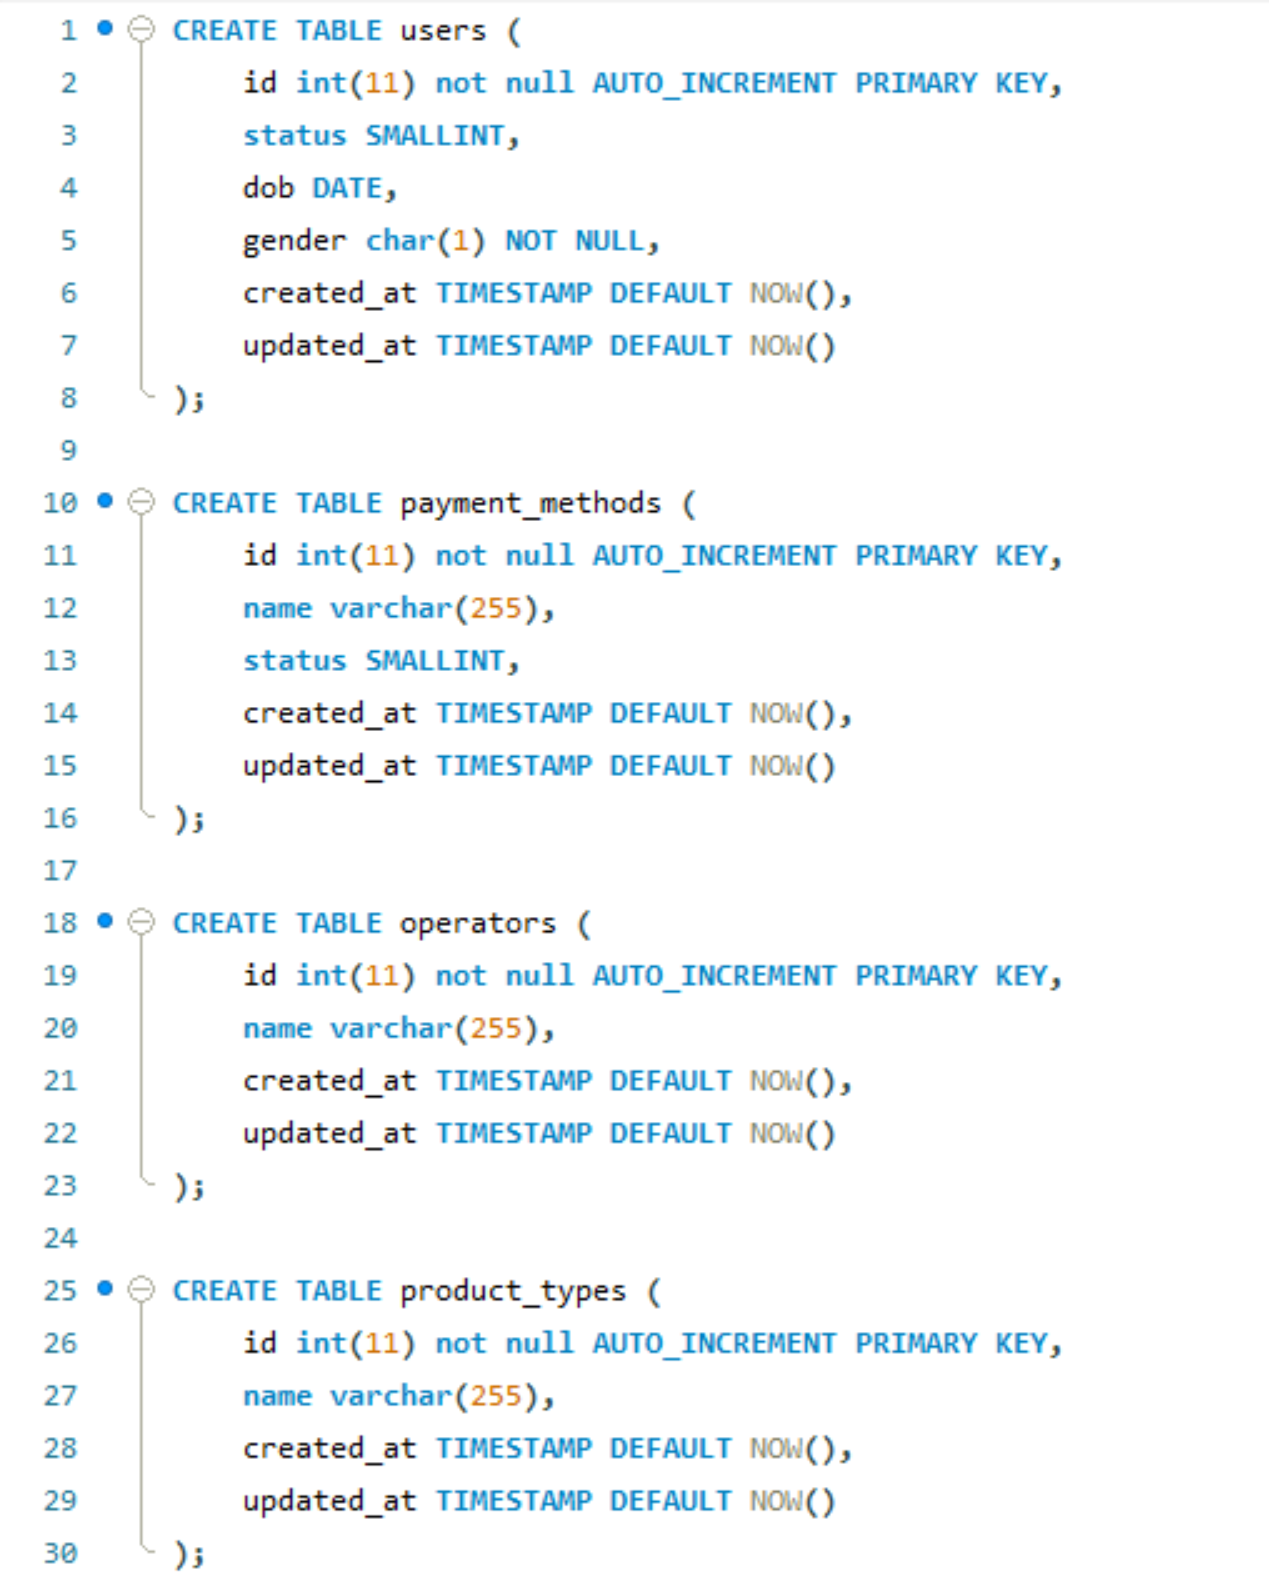 1 CREATE TABLE users (
2 id int(11) not null AUTO_INCREMENT PRIMARY KEY,
3 status SMALLINT,
4 dob DATE,
5 gender char(1) NOT NULL,
6 created_at TIMESTAMP DEFAULT NOW(),
7 updated_at TIMESTAMP DEFAULT NOW()
8 );
9
10 CREATE TABLE payment_methods (
11 id int(11) not null AUTO_INCREMENT PRIMARY KEY,
12 name varchar(255),
13 status SMALLINT,
14 created_at TIMESTAMP DEFAULT NOW(),
15 updated_at TIMESTAMP DEFAULT NOW()
16 );
17
18 CREATE TABLE operators (
19 id int(11) not null AUTO_INCREMENT PRIMARY KEY,
20 name varchar(255),
21 created_at TIMESTAMP DEFAULT NOW(),
22 updated_at TIMESTAMP DEFAULT NOW()
23 );
24
25 CREATE TABLE product_types (
26 id int(11) not null AUTO_INCREMENT PRIMARY KEY,
27 name varchar(255),
28 created_at TIMESTAMP DEFAULT NOW(),
29 updated_at TIMESTAMP DEFAULT NOW()
30 );